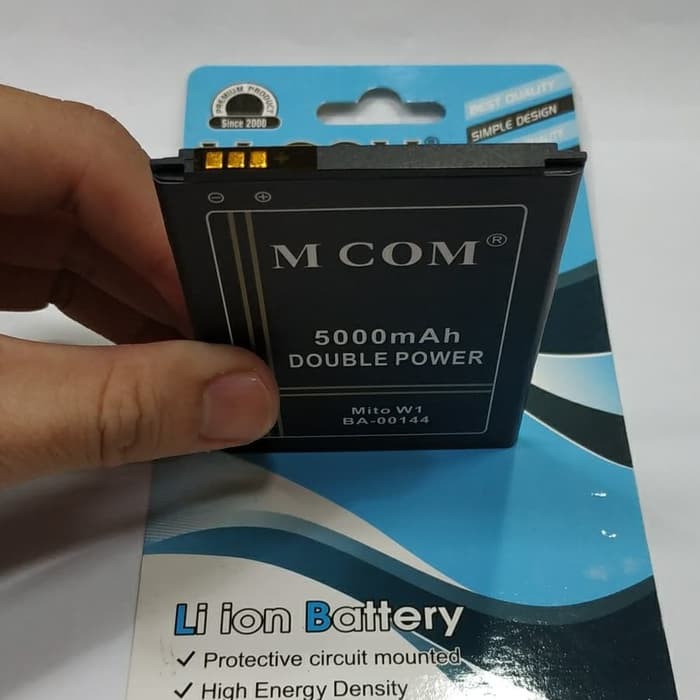 PREMIUM PRODUCT
Since 2000
BEST QUALITY
SIMPLE DESIGN
M COM®
5000mAh
DOUBLE POWER
Mito W1
BA-00144
Li ion Battery
✓ Protective circuit mounted
✓ High Energy Density